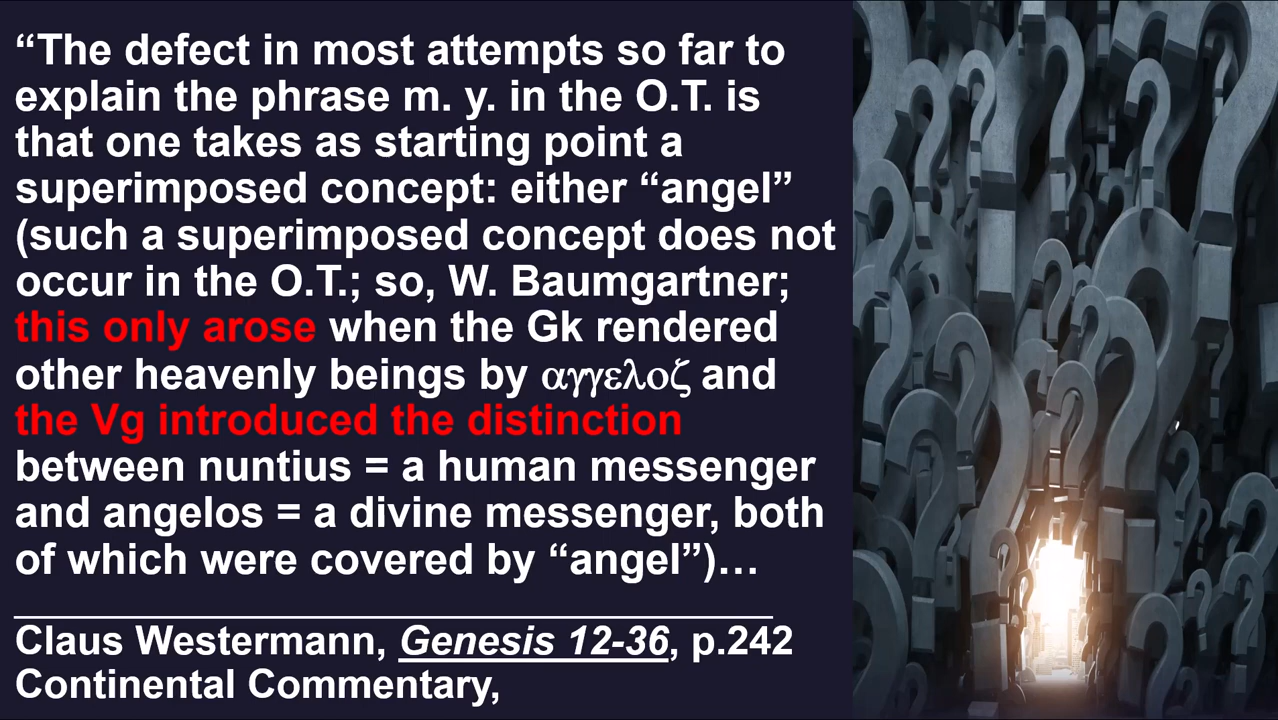 “The defect in most attempts so far to
explain the phrase m. y. in the O.T. is
that one takes as starting point a
superimposed concept: either “angel”
(such a superimposed concept does not
occur in the O.T.; so, W. Baumgartner;
this only arose when the Gk rendered
other heavenly beings by αγγελοζ and
the Vg introduced the distinction
between nuntius = a human messenger
and angelos = a divine messenger, both
of which were covered by “angel”)…
Claus Westermann, Genesis 12-36, p.242
Continental Commentary,